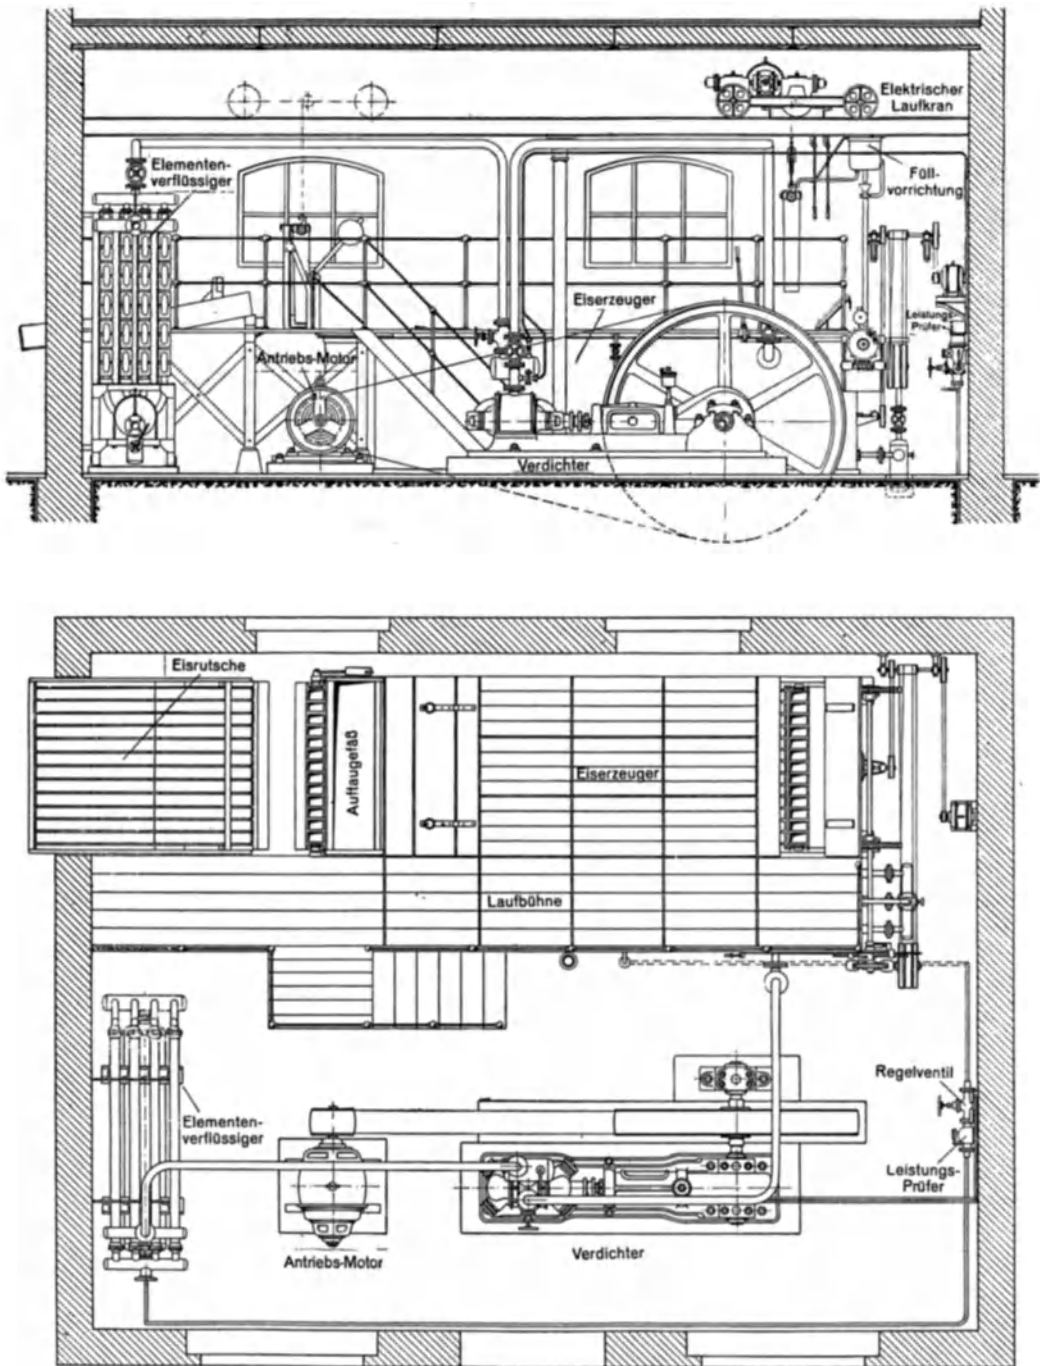 Elektrischer
Laufkran
Elementen-
verflüssiger
Füll-
vorrichtung
Eiserzeuger
Leistungs-
Prüfer
Antriebs-Motor
Verdichter
Eisrutsche
Auftaugefäß
Eiserzeuger
Laufbühne
Regelventil
Elementen-
verflüssiger
Leistungs-
Prüfer
Antriebs-Motor
Verdichter